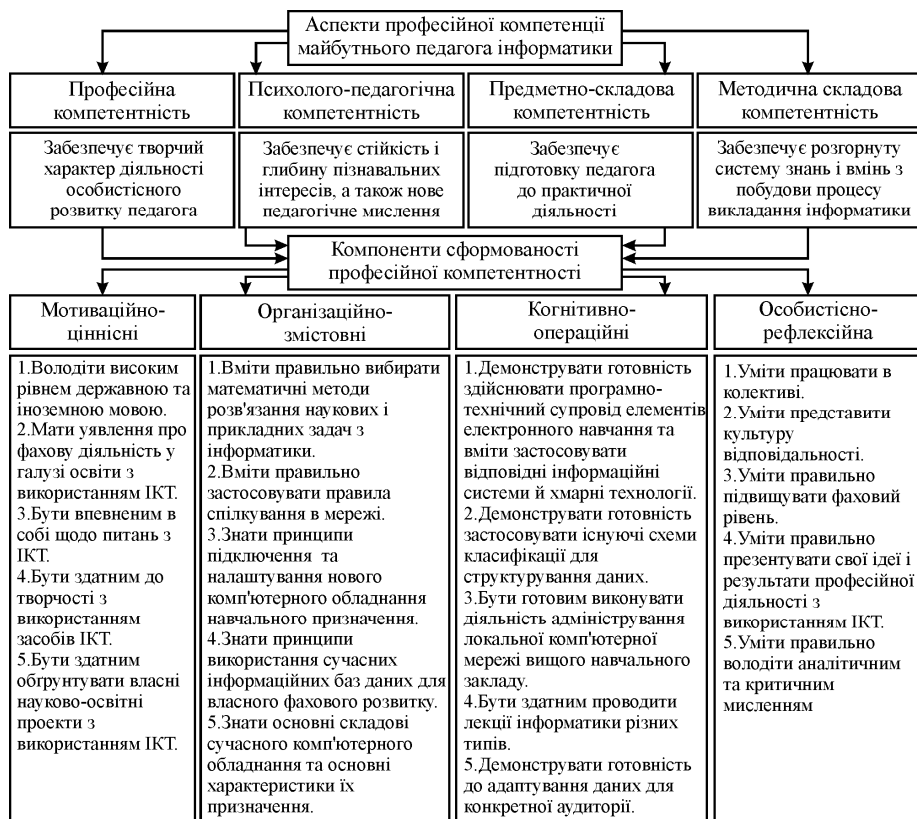 Аспекти професійної компетенції
майбутнього педагога інформатики
Професійна
компетентність
Психолого-педагогічна
компетентність
Предметно-складова
компетентність
Методична складова
компетентність
Забезпечує творчий
характер діяльності
особистісного
розвитку педагога
Забезпечує стійкість і
глибину пізнавальних
інтересів, а також нове
педагогічне мислення
Забезпечує
підготовку педагога
до практичної
діяльності
Забезпечує розгорнуту
систему знань і вмінь з
побудови процесу
викладання інформатики
Компоненти сформованості
професійної компетентності
Мотиваційно-
ціннісні
Організаційно-
змістовні
Когнітивно-
операційні
Особистісно-
рефлексійна
1.Володіти високим
рівнем державною та
іноземною мовою.
2.Мати уявлення про
фахову діяльність у
галузі освіти з
використанням ІКТ.
3.Бути впевненим в
собі щодо питань з
ІКТ.
4.Бути здатним до
творчості з
використанням
засобів ІКТ.
5.Бути здатним
обґрунтувати власні
науково-освітні
проекти з
використанням ІКТ.
1.Вміти правильно вибирати
математичні методи
розв'язання наукових і
прикладних задач з
інформатики.
2.Вміти правильно
застосовувати правила
спілкування в мережі.
3.Знати принципи
підключення та
налаштування нового
комп'ютерного обладнання
навчального призначення.
4.Знати принципи
використання сучасних
інформаційних баз даних для
власного фахового розвитку.
5.Знати основні складові
сучасного комп'ютерного
обладнання та основні
характеристики їх
призначення.
1.Демонструвати готовність
здійснювати програмно-
технічний супровід елементів
електронного навчання та
вміти застосовувати
відповідні інформаційні
системи й хмарні технології.
2.Демонструвати готовність
застосовувати існуючі схеми
класифікації для
структурування даних.
3.Бути готовим виконувати
діяльність адміністрування
локальної комп'ютерної
мережі вищого навчального
закладу.
4.Бути здатним проводити
лекції інформатики різних
типів.
5.Демонструвати готовність
до адаптування даних для
конкретної аудиторії.
1.Уміти працювати в
колективі.
2.Уміти представити
культуру
відповідальності.
3.Уміти правильно
підвищувати фаховий
рівень.
4.Уміти правильно
презентувати свої ідеї і
результати професійної
діяльності з
використанням ІКТ.
5.Уміти правильно
володіти аналітичним
та критичним
мисленням